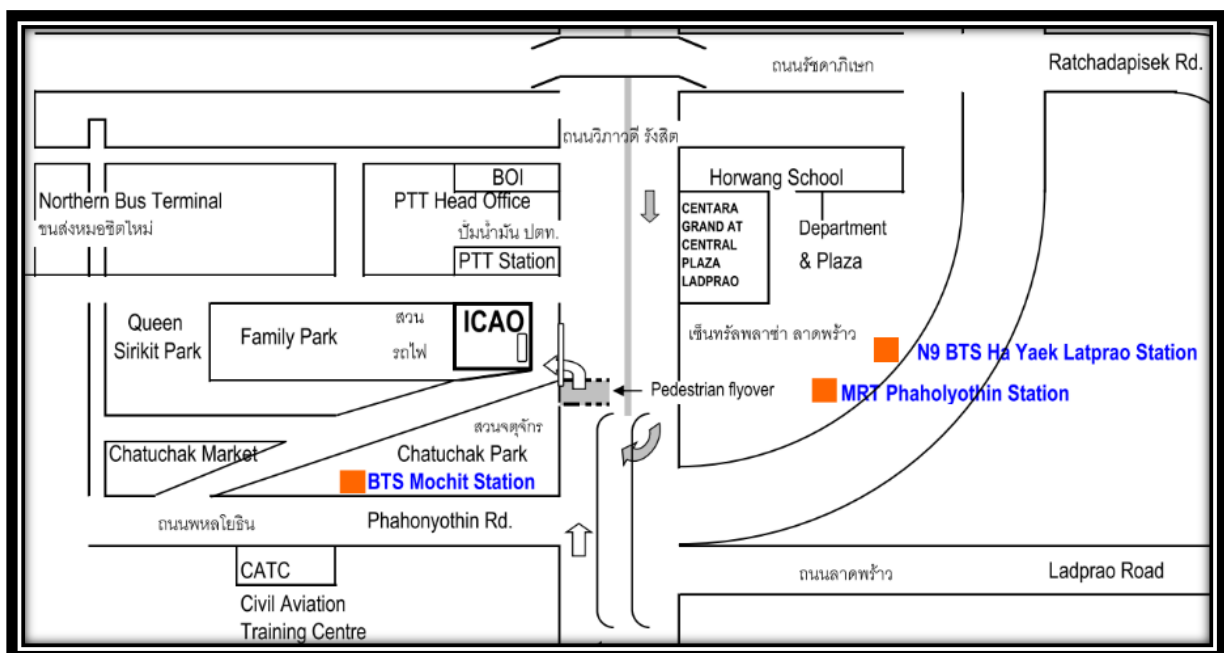 ถนนรัชดาภิเษก
Ratchadapisek Rd.
ถนนวิภาวดี รังสิต
BOI
Horwang School
Northern Bus Terminal
ขนส่งหมอชิตใหม่
PTT Head Office
ปั๊มน้ำมัน ปตท.
PTT Station
CENTARA
GRAND AT
CENTRAL
PLAZA
LADPRAO
Department
& Plaza
Queen
Sirikit Park
Family Park
สวน
รถไฟ
ICAO
เซ็นทรัลพลาซ่า ลาดพร้าว
N9 BTS Ha Yaek Latprao Station
Pedestrian flyover
MRT Phaholyothin Station
สวนจตุจักร
Chatuchak Market
Chatuchak Park
BTS Mochit Station
ถนนพหลโยธิน
Phahonyothin Rd.
CATC
Civil Aviation
Training Centre
ถนนลาดพร้าว
Ladprao Road